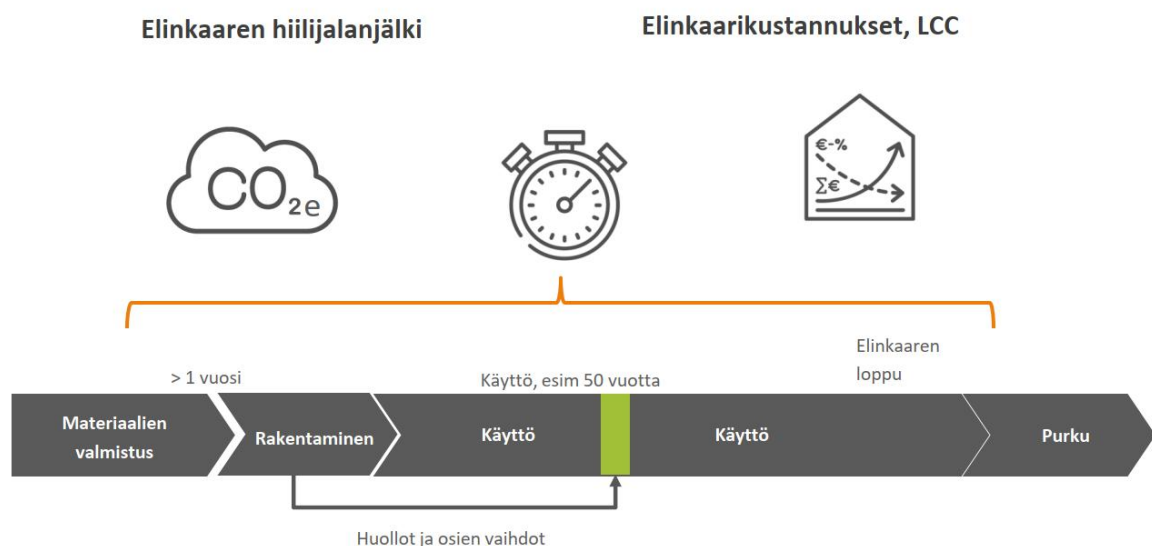 Elinkaaren hiilijalanjälki
Elinkaarikustannukset, LCC
CO2e
€-%
∑€
> 1 vuosi
Käyttö, esim 50 vuotta
Elinkaaren
loppu
Materiaalien
valmistus
Rakentaminen
Käyttö
Käyttö
Purku
Huollot ja osien vaihdot